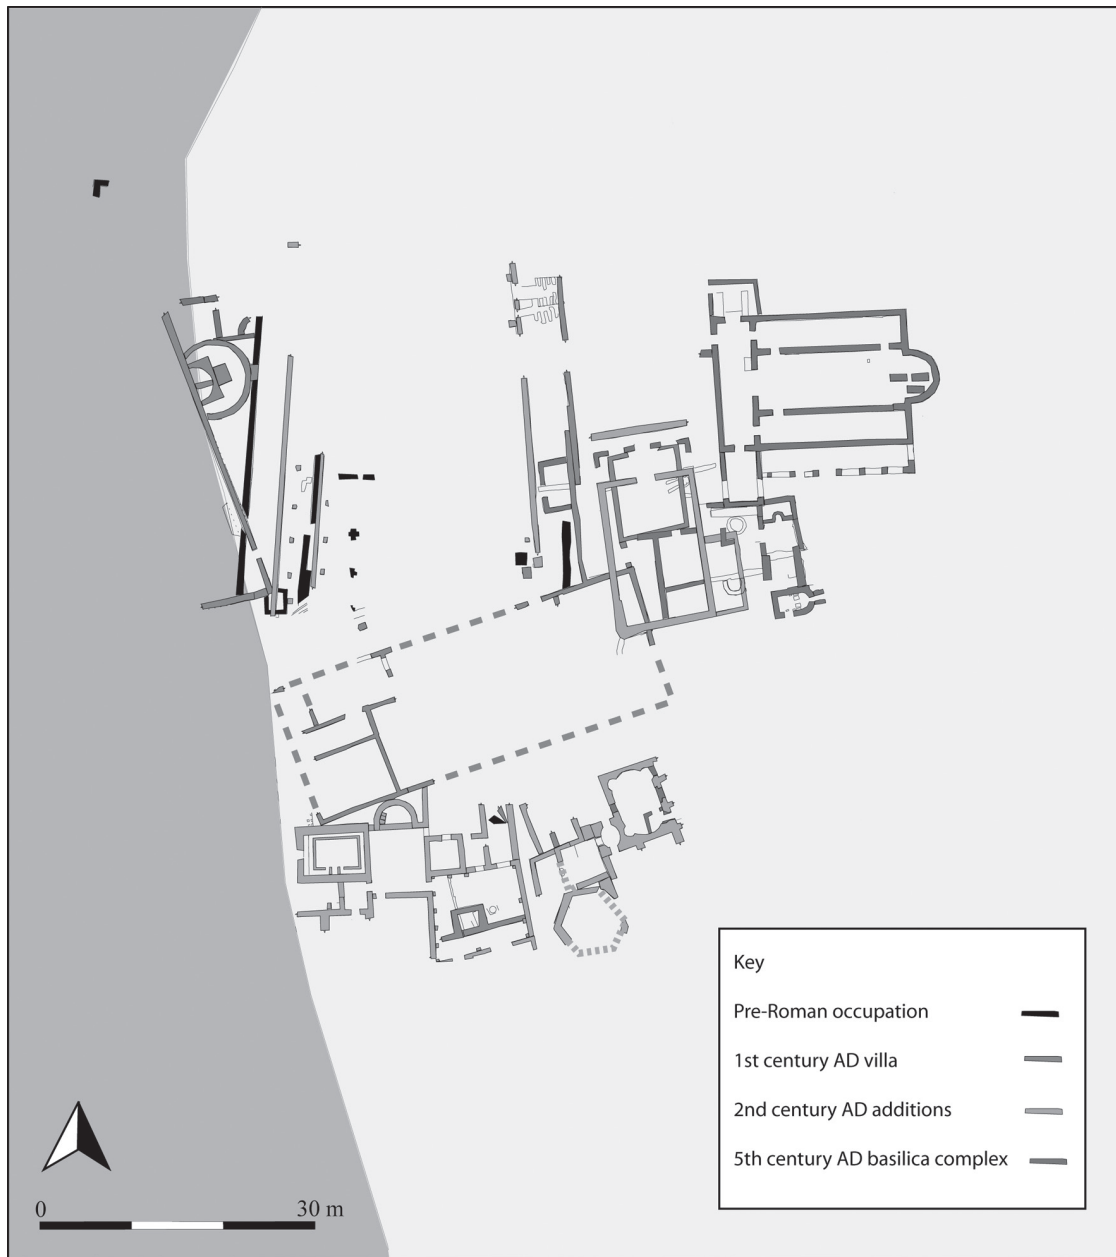 Key
Pre-Roman occupation
1st century AD villa
2nd century AD additions
5th century AD basilica complex
0 30 m